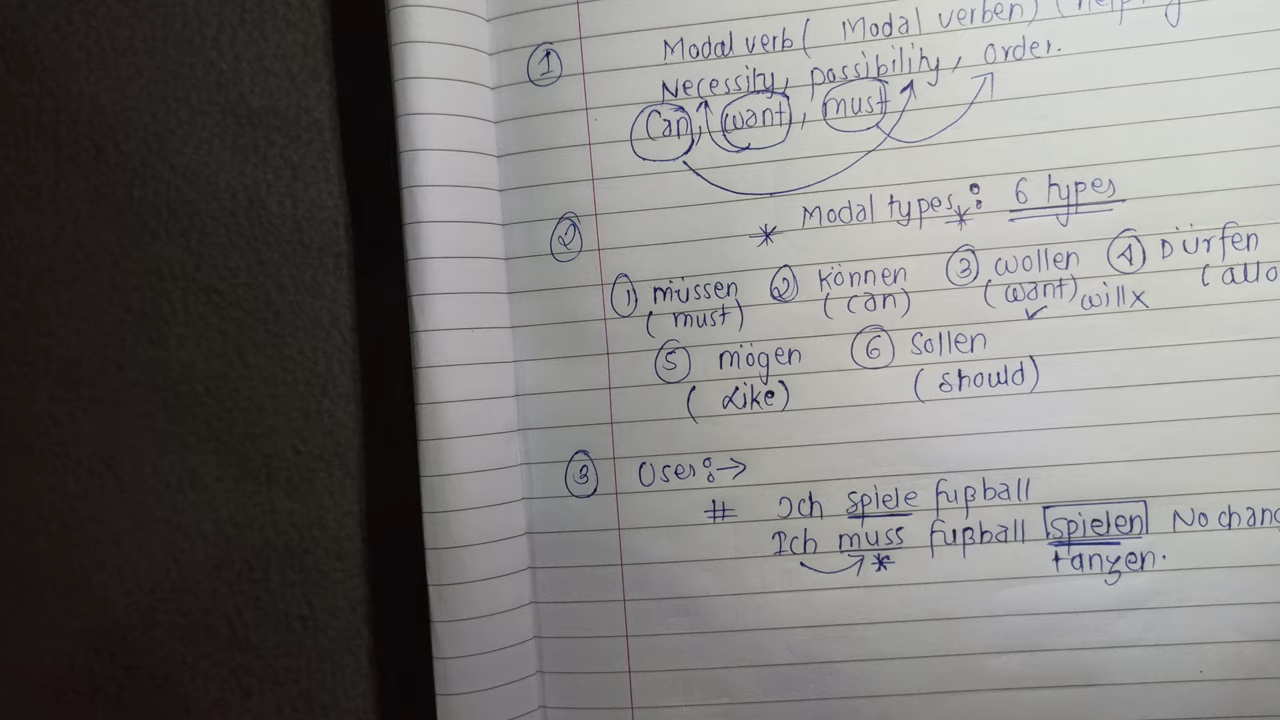 ① Modal verb ( Modal verben) (
Necessity, possibility, order.
Can, want, must
② * Modal types *: 6 types
① müssen ② können ③ wollen ④ Dürfen
( must) ( can) ( want) will x
⑤ mögen ⑥ Sollen
( Like) ( should)
③ User: →
# Ich spiele fußball
Ich muss fußball spielen No
* tanzen.